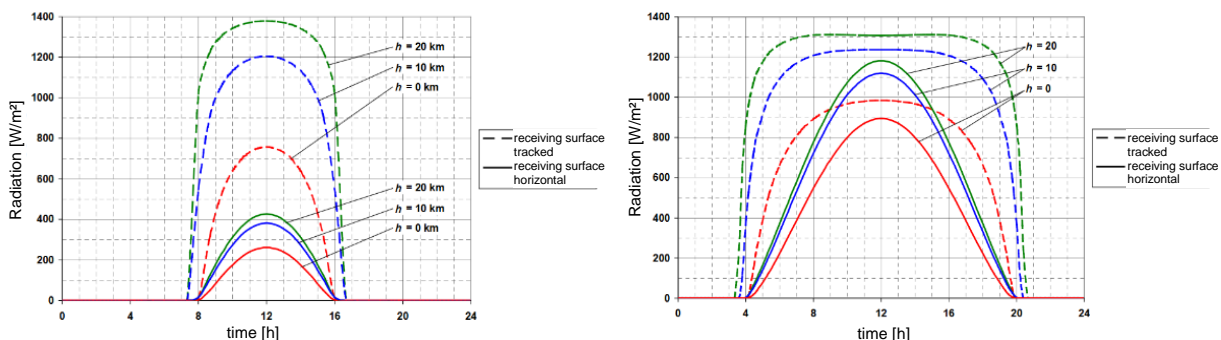 Radiation [W/m²]
1400
1200
1000
800
600
400
200
0
0
4
8
12
16
20
24
time [h]
h = 20 km
h = 10 km
h = 0 km
h = 20 km
h = 10 km
h = 0 km
receiving surface
tracked
receiving surface
horizontal
Radiation [W/m²]
1400
1200
1000
800
600
400
200
0
0
4
8
12
16
20
24
time [h]
h = 20
h = 10
h = 0
receiving surface
tracked
receiving surface
horizontal